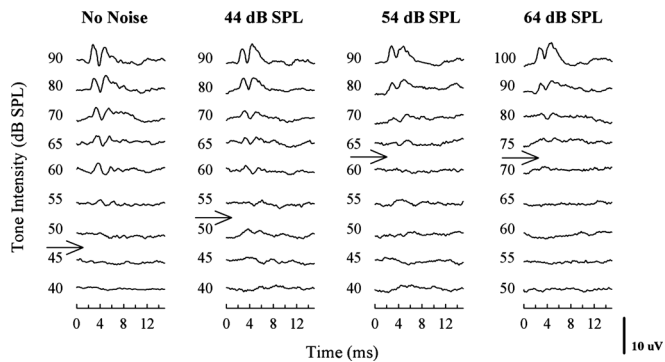 No Noise 44 dB SPL 54 dB SPL 64 dB SPL
Tone Intensity (dB SPL)
90 90 90 100
80 80 80 90
70 70 70 80
65 65 65 75
60 60 60 70
55 55 55 65
50 50 50 60
45 45 45 55
40 40 40 50
0 4 8 12 0 4 8 12 0 4 8 12 0 4 8 12
Time (ms)
10 uV